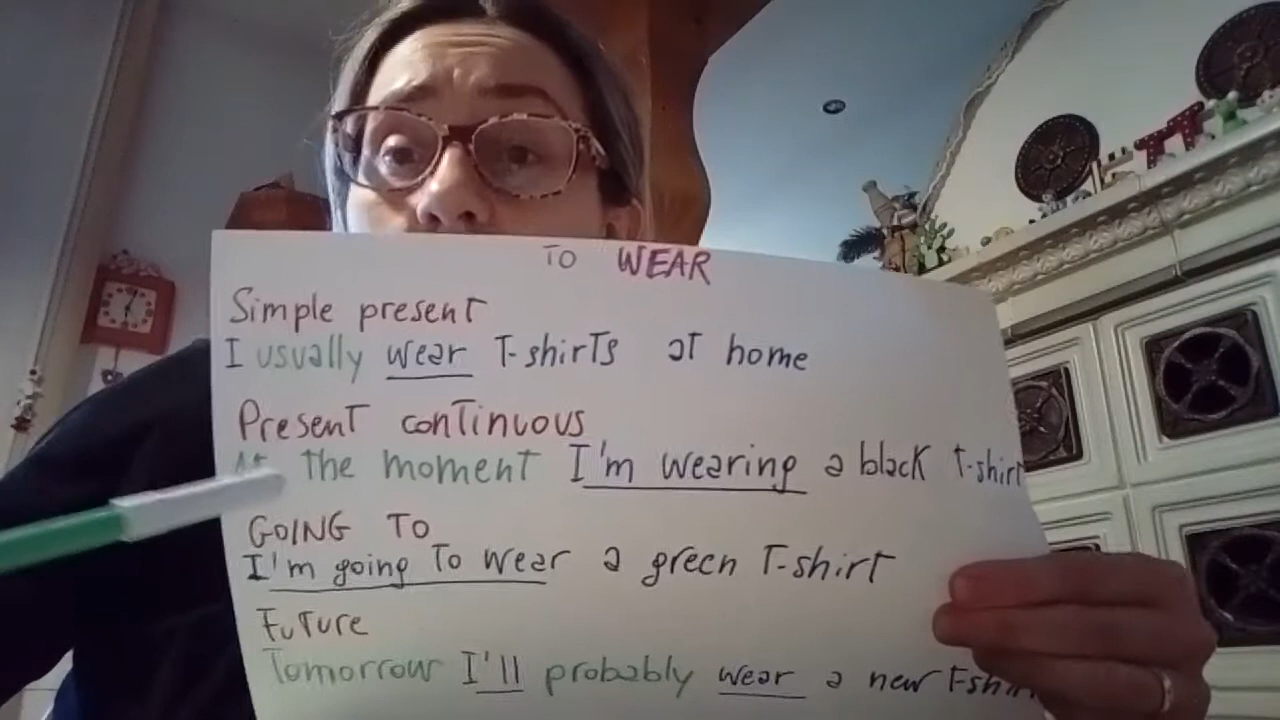 TO WEAR
Simple present
I usually wear T-shirts at home
Present continuous
At the moment I'm wearing a black T-shirt
GOING TO
I'm going to wear a green T-shirt
Future
Tomorrow I'll probably wear a new